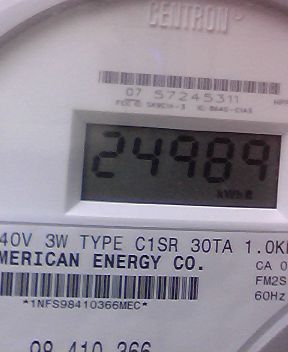 CENTRON
07 57245311
24989
kWh
40V 3W TYPE C1SR 30TA 1.0K
MERICAN ENERGY CO.
CA 0
FM2S
60Hz
*1NFS98410366MEC*
98 410 366